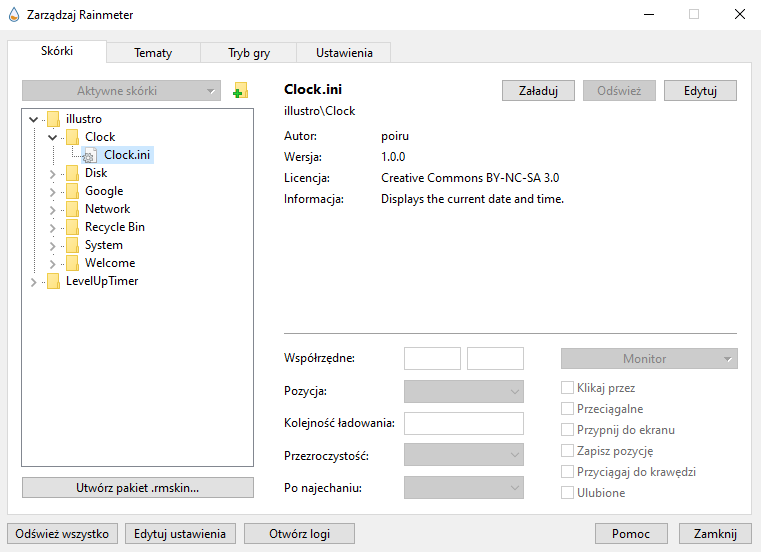 Zarządzaj Rainmeter
Skórki
Tematy
Tryb gry
Ustawienia
Aktywne skórki
illustro
Clock
Clock.ini
Disk
Google
Network
Recycle Bin
System
Welcome
LevelUpTimer
Utwórz pakiet .rmskin...
Clock.ini
Załaduj
Odśwież
Edytuj
illustro\Clock
Autor: poiru
Wersja: 1.0.0
Licencja: Creative Commons BY-NC-SA 3.0
Informacja: Displays the current date and time.
Współrzędne:
Pozycja:
Kolejność ładowania:
Przezroczystość:
Po najechaniu:
Monitor
Klikaj przez
Przeciągalne
Przypnij do ekranu
Zapisz pozycję
Przyciągaj do krawędzi
Ulubione
Odśwież wszystko
Edytuj ustawienia
Otwórz logi
Pomoc
Zamknij